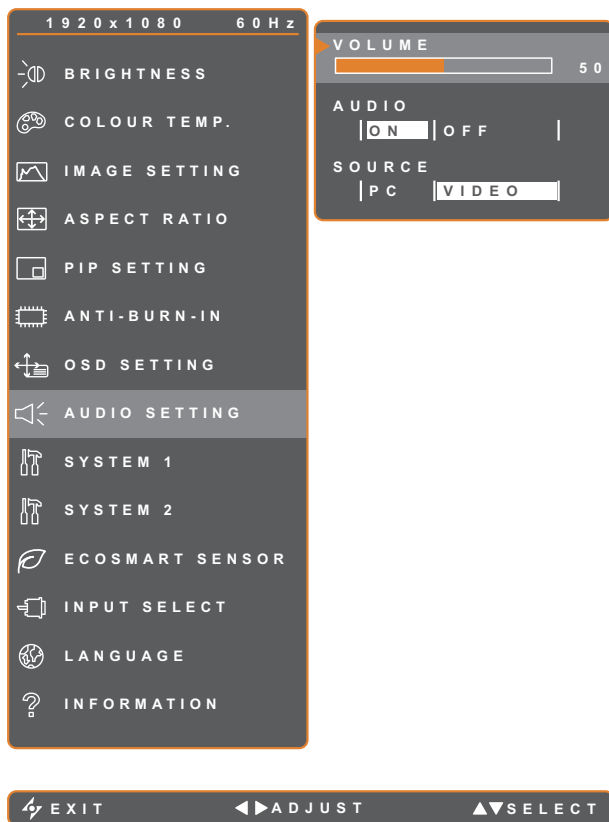 1920x1080 60Hz
BRIGHTNESS
COLOUR TEMP.
IMAGE SETTING
ASPECT RATIO
PIP SETTING
ANTI-BURN-IN
OSD SETTING
AUDIO SETTING
SYSTEM 1
SYSTEM 2
ECOSMART SENSOR
INPUT SELECT
LANGUAGE
INFORMATION
VOLUME
50
AUDIO
ON OFF
SOURCE
PC VIDEO
EXIT ADJUST SELECT